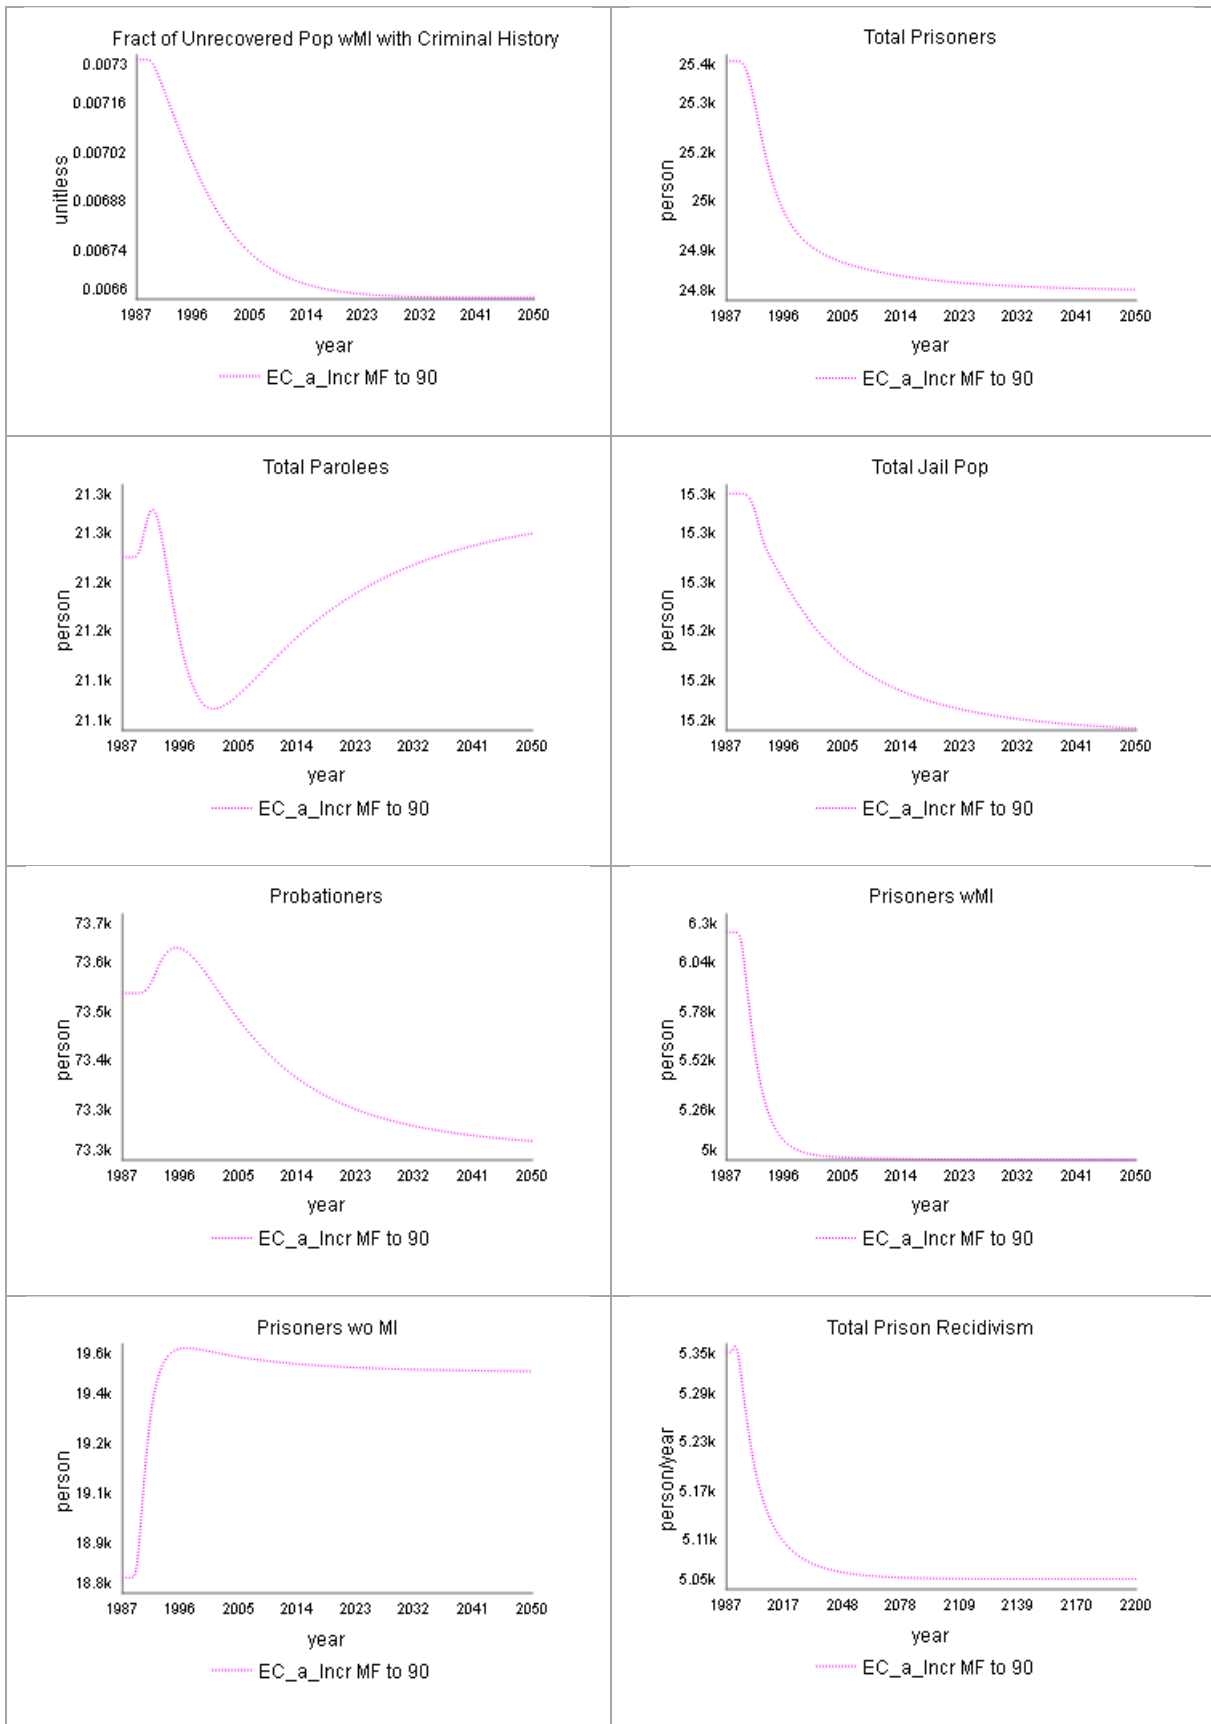 Fract of Unrecovered Pop wMI with Criminal History
0.0073
0.00716
0.00702
0.00688
0.00674
0.0066
unitless
1987 1996 2005 2014 2023 2032 2041 2050
year
EC_a_Incr MF to 90
Total Prisoners
25.4k
25.3k
25.2k
25k
24.9k
24.8k
person
1987 1996 2005 2014 2023 2032 2041 2050
year
EC_a_Incr MF to 90
Total Parolees
21.3k
21.3k
21.2k
21.2k
21.1k
21.1k
person
1987 1996 2005 2014 2023 2032 2041 2050
year
EC_a_Incr MF to 90
Total Jail Pop
15.3k
15.3k
15.3k
15.2k
15.2k
15.2k
person
1987 1996 2005 2014 2023 2032 2041 2050
year
EC_a_Incr MF to 90
Probationers
73.7k
73.6k
73.5k
73.4k
73.3k
73.3k
person
1987 1996 2005 2014 2023 2032 2041 2050
year
EC_a_Incr MF to 90
Prisoners wMI
6.3k
6.04k
5.78k
5.52k
5.26k
5k
person
1987 1996 2005 2014 2023 2032 2041 2050
year
EC_a_Incr MF to 90
Prisoners wo MI
19.6k
19.4k
19.2k
19.1k
18.9k
18.8k
person
1987 1996 2005 2014 2023 2032 2041 2050
year
EC_a_Incr MF to 90
Total Prison Recidivism
5.35k
5.29k
5.23k
5.17k
5.11k
5.05k
person/year
1987 2017 2048 2078 2109 2139 2170 2200
year
EC_a_Incr MF to 90